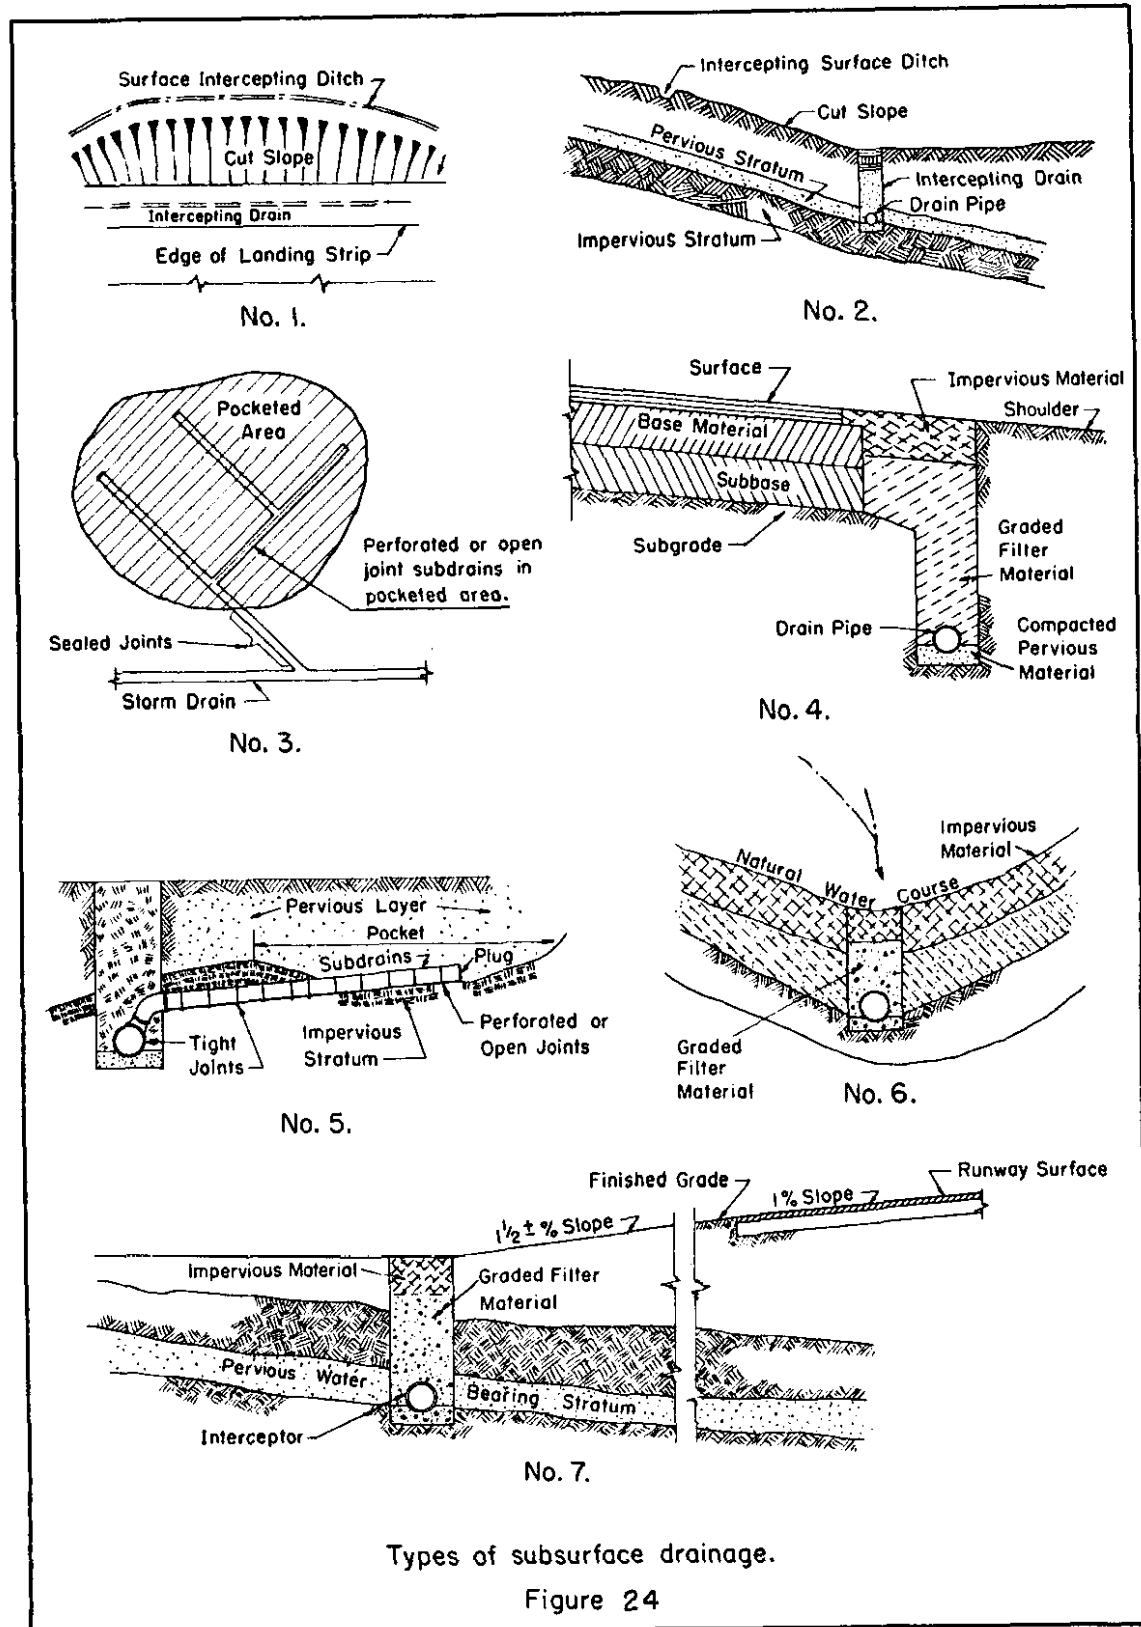 Surface Intercepting Ditch
Cut Slope
Intercepting Drain
Edge of Landing Strip
No. 1.
Intercepting Surface Ditch
Cut Slope
Pervious Stratum
Intercepting Drain
Drain Pipe
Impervious Stratum
No. 2.
Pocketed
Area
Perforated or open
joint subdrains in
pocketed area.
Sealed Joints
Storm Drain
No. 3.
Surface
Impervious Material
Shoulder
Base Material
Subbase
Subgrade
Graded
Filter
Material
Drain Pipe
Compacted
Pervious
Material
No. 4.
Pervious Layer
Pocket
Subdrains
Plug
Tight
Joints
Impervious
Stratum
Perforated or
Open Joints
No. 5.
Natural Water Course
Impervious
Material
Graded
Filter
Material
No. 6.
Finished Grade
1% Slope
Runway Surface
1 1/2 ± % Slope
Impervious Material
Graded Filter
Material
Pervious Water Bearing Stratum
Interceptor
No. 7.
Types of subsurface drainage.
Figure 24